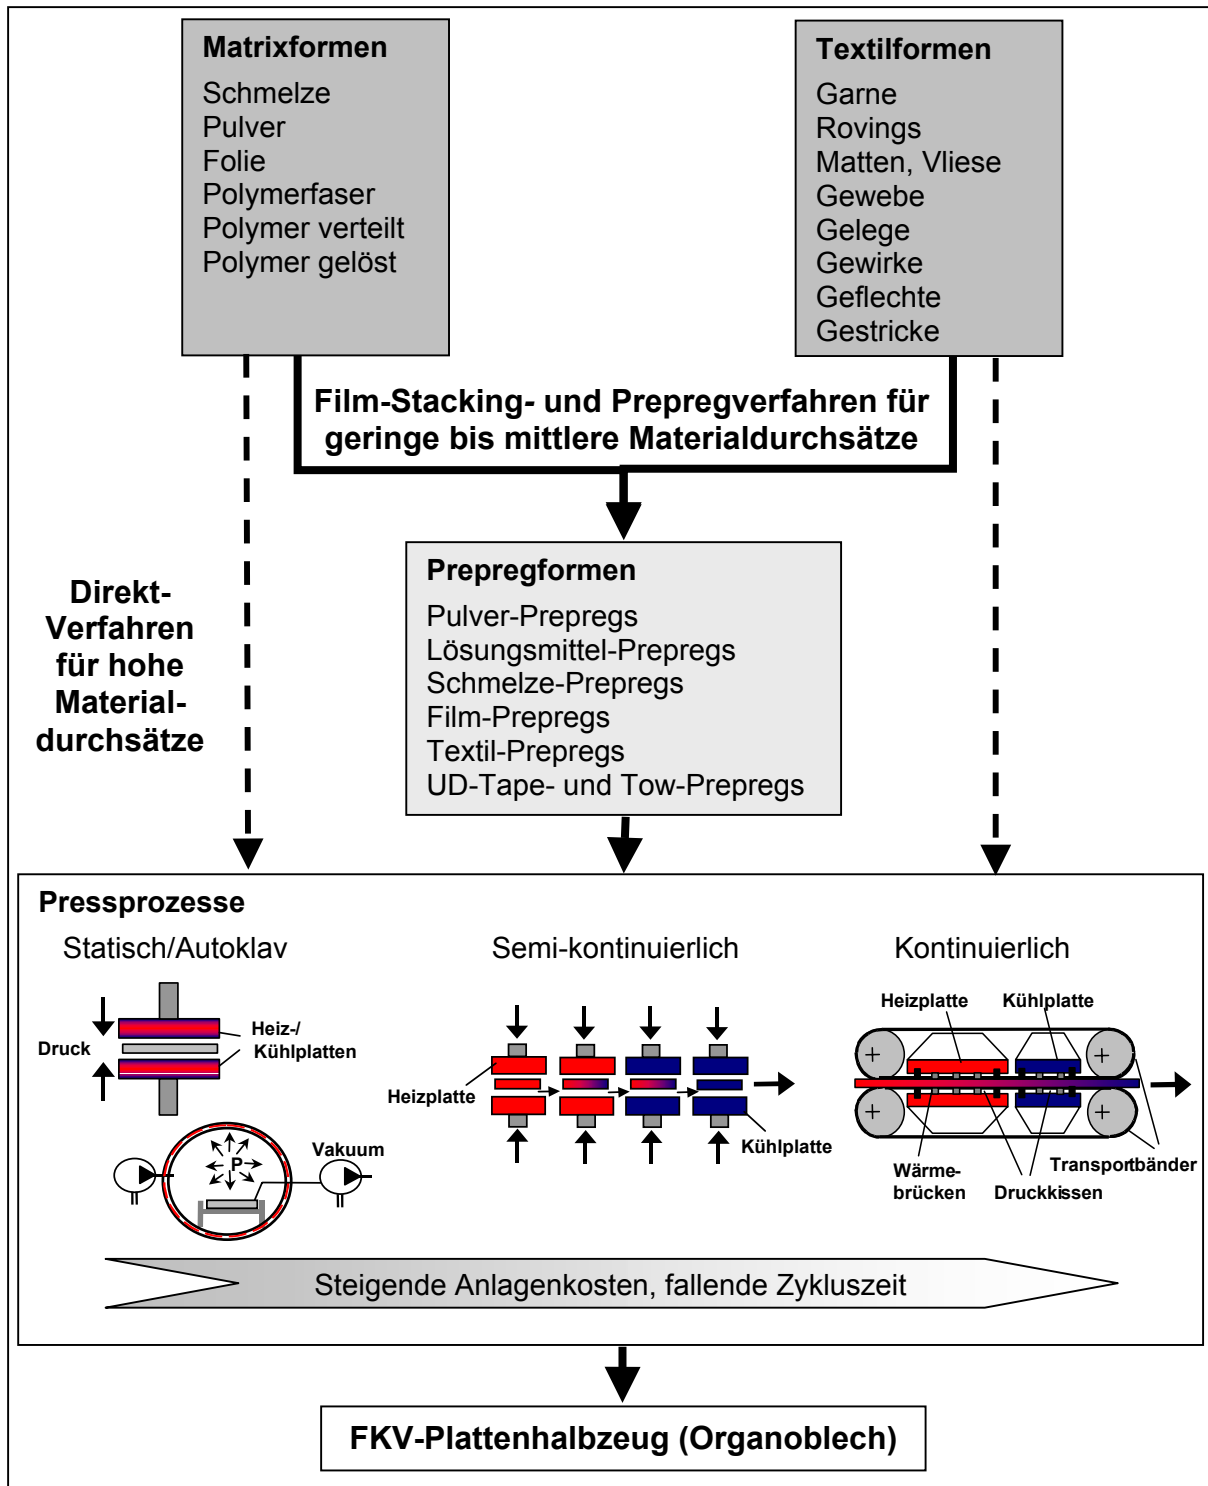 Matrixformen
Schmelze
Pulver
Folie
Polymerfaser
Polymer verteilt
Polymer gelöst
Textilformen
Garne
Rovings
Matten, Vliese
Gewebe
Gelege
Gewirke
Geflechte
Gestricke
Film-Stacking- und Prepregverfahren für
geringe bis mittlere Materialdurchsätze
Direkt-
Verfahren
für hohe
Material-
durchsätze
Prepregformen
Pulver-Prepregs
Lösungsmittel-Prepregs
Schmelze-Prepregs
Film-Prepregs
Textil-Prepregs
UD-Tape- und Tow-Prepregs
Pressprozesse
Statisch/Autoklav
Druck
Heiz-/
Kühlplatten
P
Vakuum
Semi-kontinuierlich
Heizplatte
Kühlplatte
Kontinuierlich
Heizplatte
Kühlplatte
Wärme-
brücken
Druckkissen
Transportbänder
Steigende Anlagenkosten, fallende Zykluszeit
FKV-Plattenhalbzeug (Organoblech)